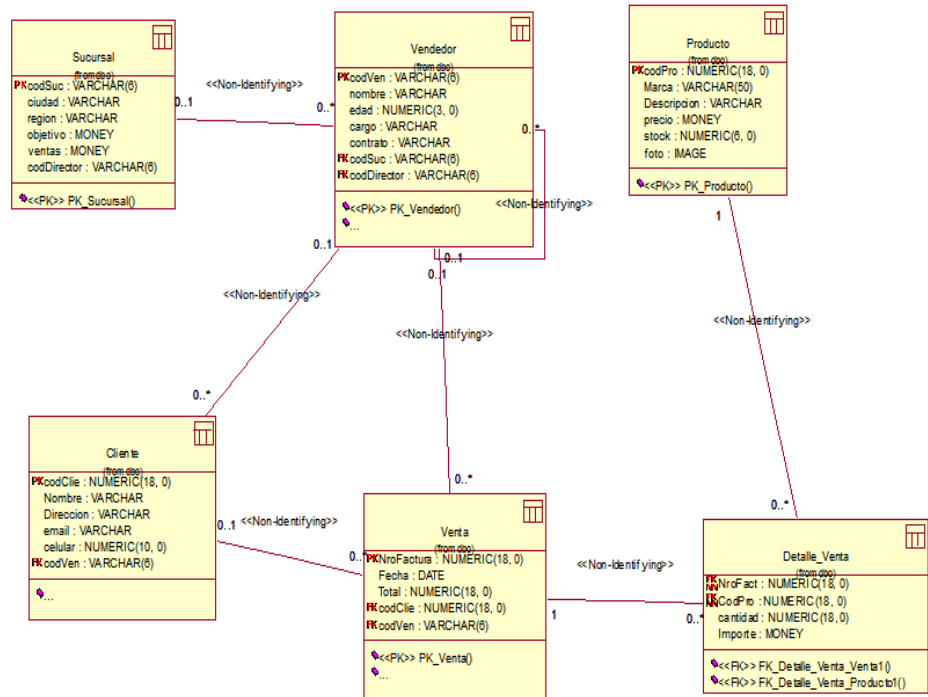 Sucursal
(from dbo)
PK codSuc : VARCHAR(6)
ciudad : VARCHAR
region : VARCHAR
objetivo : MONEY
ventas : MONEY
codDirector : VARCHAR(6)
<<PK>> PK_Sucursal()
<<Non-Identifying>>
0..1
0..*
Vendedor
(from dbo)
PK codVen : VARCHAR(6)
nombre : VARCHAR
edad : NUMERIC(3, 0)
cargo : VARCHAR
contrato : VARCHAR
FK codSuc : VARCHAR(6)
FK codDirector : VARCHAR(6)
<<PK>> PK_Vendedor()
...
0..*
<<Non-Identifying>>
0..1
Producto
(from dbo)
PK codPro : NUMERIC(18, 0)
Marca : VARCHAR(50)
Descripcion : VARCHAR
precio : MONEY
stock : NUMERIC(6, 0)
foto : IMAGE
<<PK>> PK_Producto()
0..1
<<Non-Identifying>>
0..*
0..1
<<Non-Identifying>>
0..*
1
<<Non-Identifying>>
0..*
Cliente
(from dbo)
PK codClie : NUMERIC(18, 0)
Nombre : VARCHAR
Direccion : VARCHAR
email : VARCHAR
celular : NUMERIC(10, 0)
FK codVen : VARCHAR(6)
...
0..1
<<Non-Identifying>>
0..*
Venta
(from dbo)
PK NroFactura : NUMERIC(18, 0)
Fecha : DATE
Total : NUMERIC(18, 0)
FK codClie : NUMERIC(18, 0)
FK codVen : VARCHAR(6)
<<PK>> PK_Venta()
...
<<Non-Identifying>>
1
0..*
Detalle_Venta
(from dbo)
FK NN NroFact : NUMERIC(18, 0)
FK NN CodPro : NUMERIC(18, 0)
cantidad : NUMERIC(18,0)
Importe : MONEY
<<FK>> FK_Detalle_Venta_Venta1()
<<FK>> FK_Detalle_Venta_Producto1()